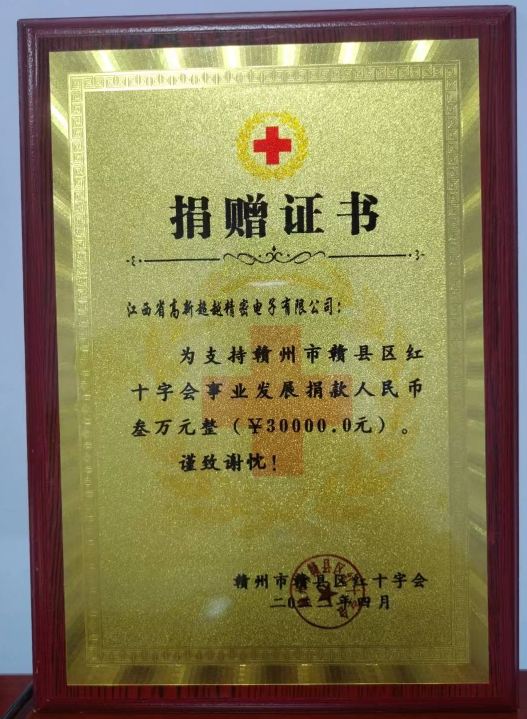 捐赠证书
江西省高新超越精密电子有限公司：
为支持赣州市赣县区红
十字会事业发展捐款人民币
叁万元整（￥30000.0元）。
谨致谢忱！
赣州市赣县区红十字会
年四月